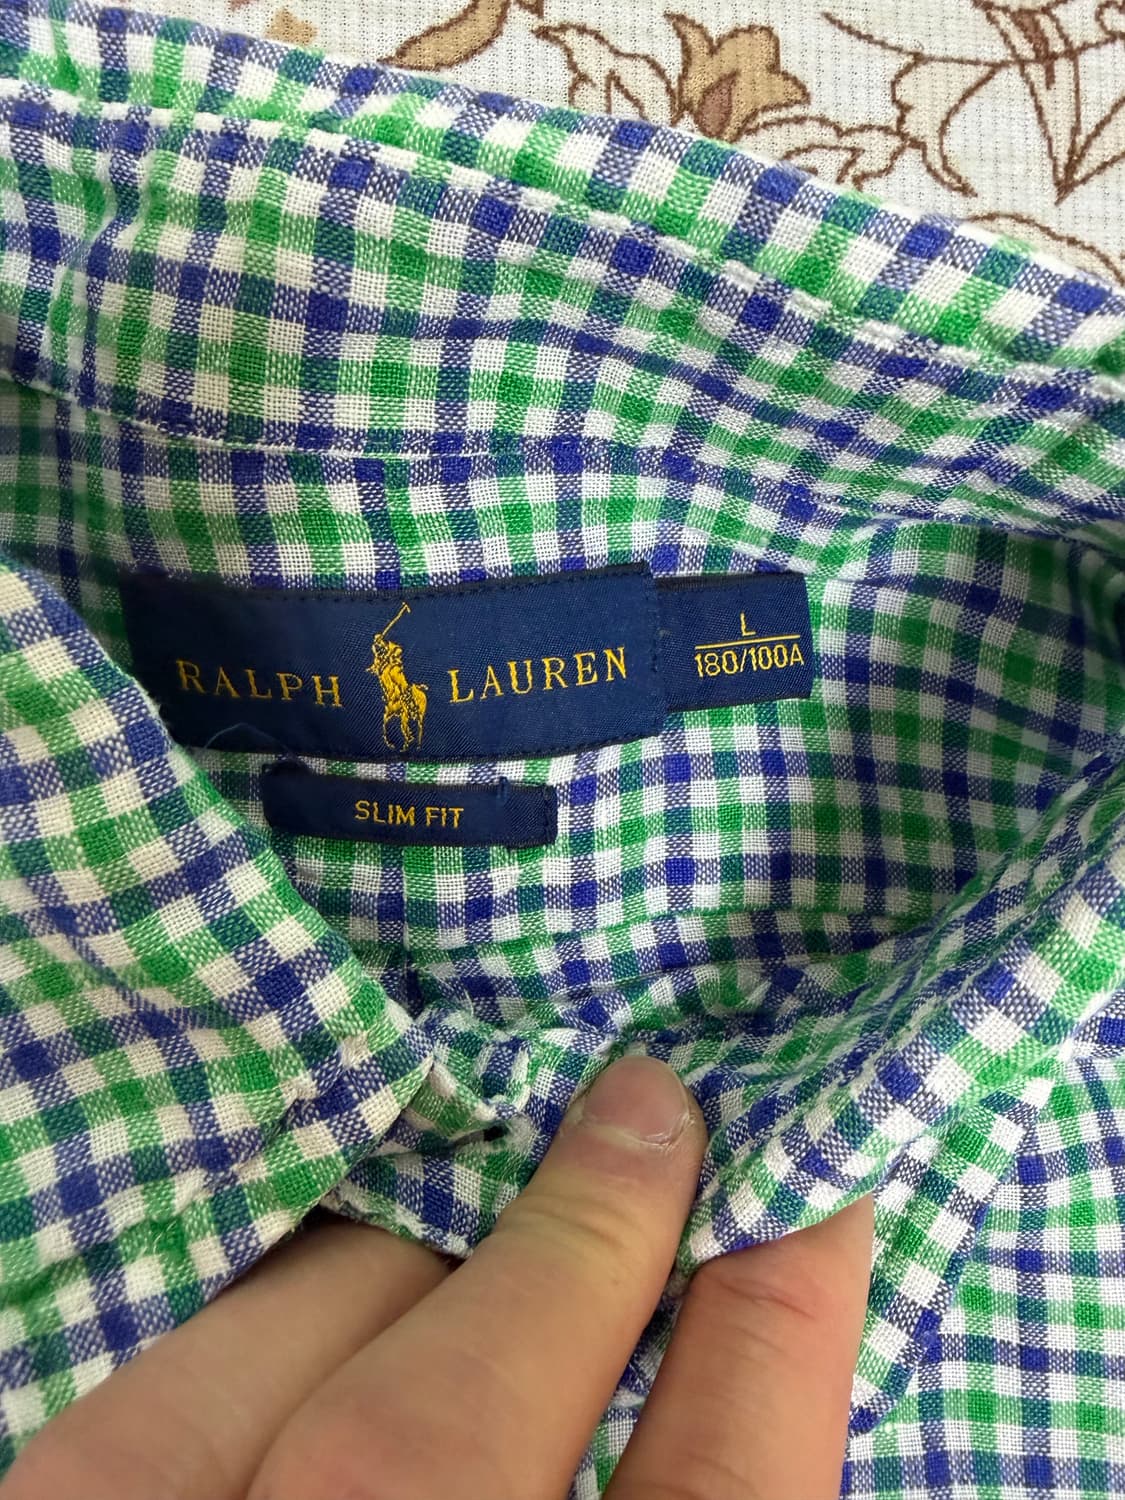 RALPH LAUREN
L
180/100A
SLIM FIT